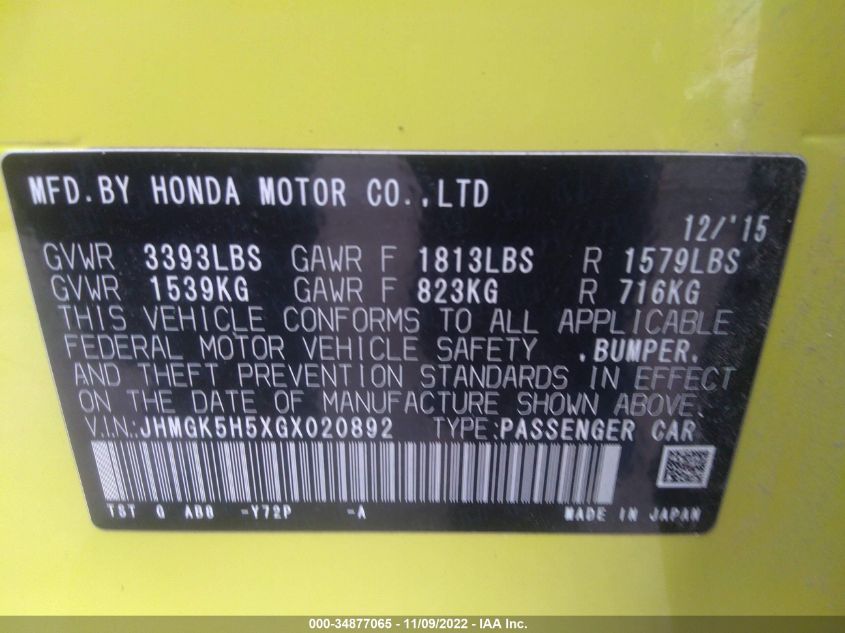 MFD.BY HONDA MOTOR CO.,LTD
12/'15
GVWR 3393LBS GAWR F 1813LBS R 1579LBS
GVWR 1539KG GAWR F 823KG R 716KG
THIS VEHICLE CONFORMS TO ALL APPLICABLE
FEDERAL MOTOR VEHICLE SAFETY ,BUMPER,
AND THEFT PREVENTION STANDARDS IN EFFECT
ON THE DATE OF MANUFACTURE SHOWN ABOVE.
V.I.N.:JHMGK5H5XGX020892 TYPE:PASSENGER CAR
-Y72P -A MADE IN JAPAN
000-34877065 - 11/09/2022 - IAA Inc.